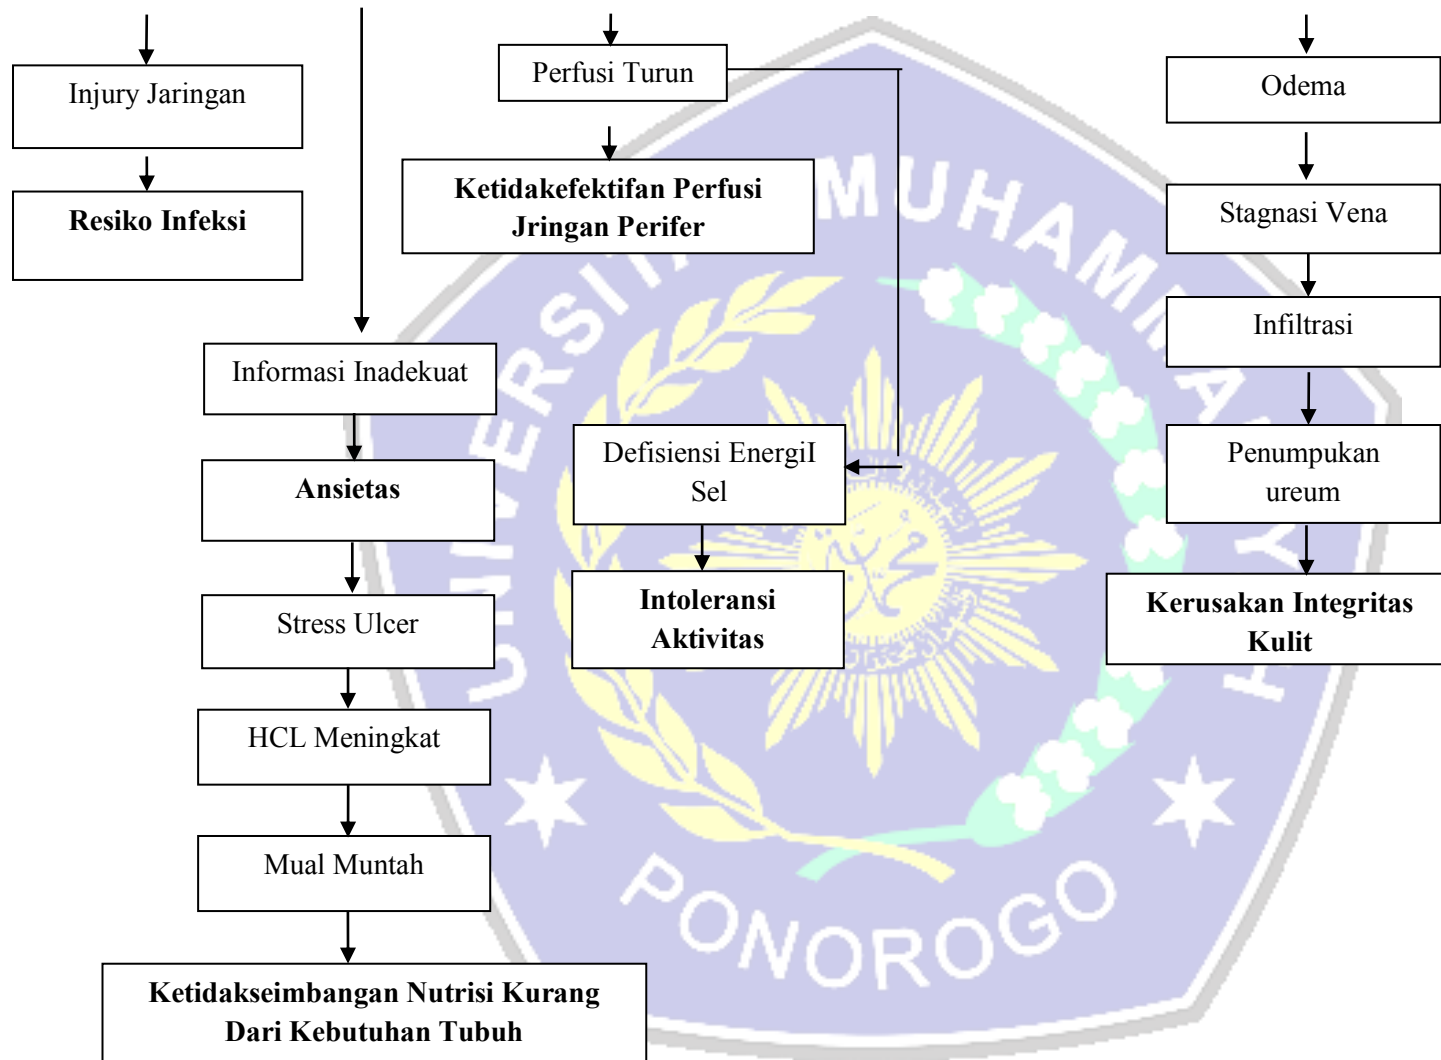 Injury Jaringan
Resiko Infeksi
Perfusi Turun
Ketidakefektifan Perfusi
Jringan Perifer
Odema
Stagnasi Vena
Infiltrasi
Penumpukan
ureum
Kerusakan Integritas
Kulit
Informasi Inadekuat
Ansietas
Stress Ulcer
HCL Meningkat
Mual Muntah
Ketidakseimbangan Nutrisi Kurang
Dari Kebutuhan Tubuh
Defisiensi EnergiI
Sel
Intoleransi
Aktivitas
PONOROGO